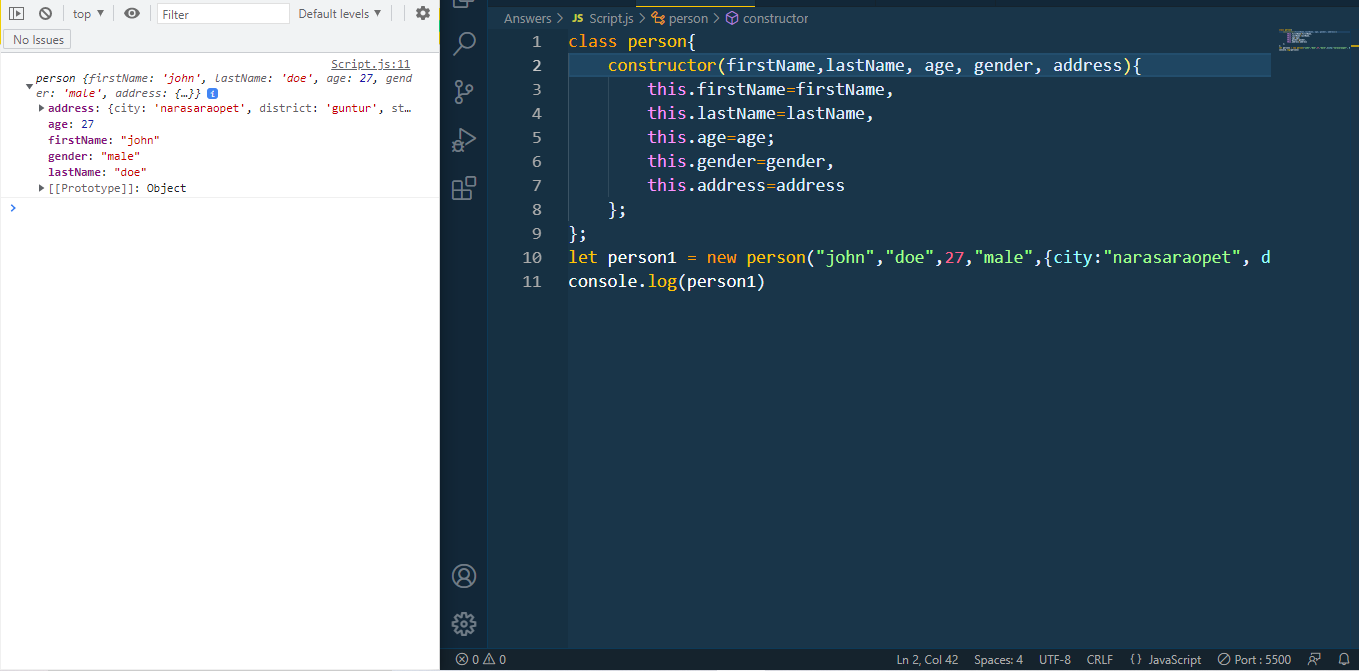 top ▼ Filter Default levels ▼
No Issues
Script.js:11
person {firstName: 'john', lastName: 'doe', age: 27, gend
er: 'male', address: {…}} i
address: {city: 'narasaraopet', district: 'guntur', st…
age: 27
firstName: "john"
gender: "male"
lastName: "doe"
[[Prototype]]: Object
>
Answers > JS Script.js > person > constructor
1 class person{
2 constructor(firstName,lastName, age, gender, address){
3 this.firstName=firstName,
4 this.lastName=lastName,
5 this.age=age;
6 this.gender=gender,
7 this.address=address
8 };
9 };
10 let person1 = new person("john","doe",27,"male",{city:"narasaraopet", d
11 console.log(person1)
0 0 Ln 2, Col 42 Spaces: 4 UTF-8 CRLF {} JavaScript Port : 5500